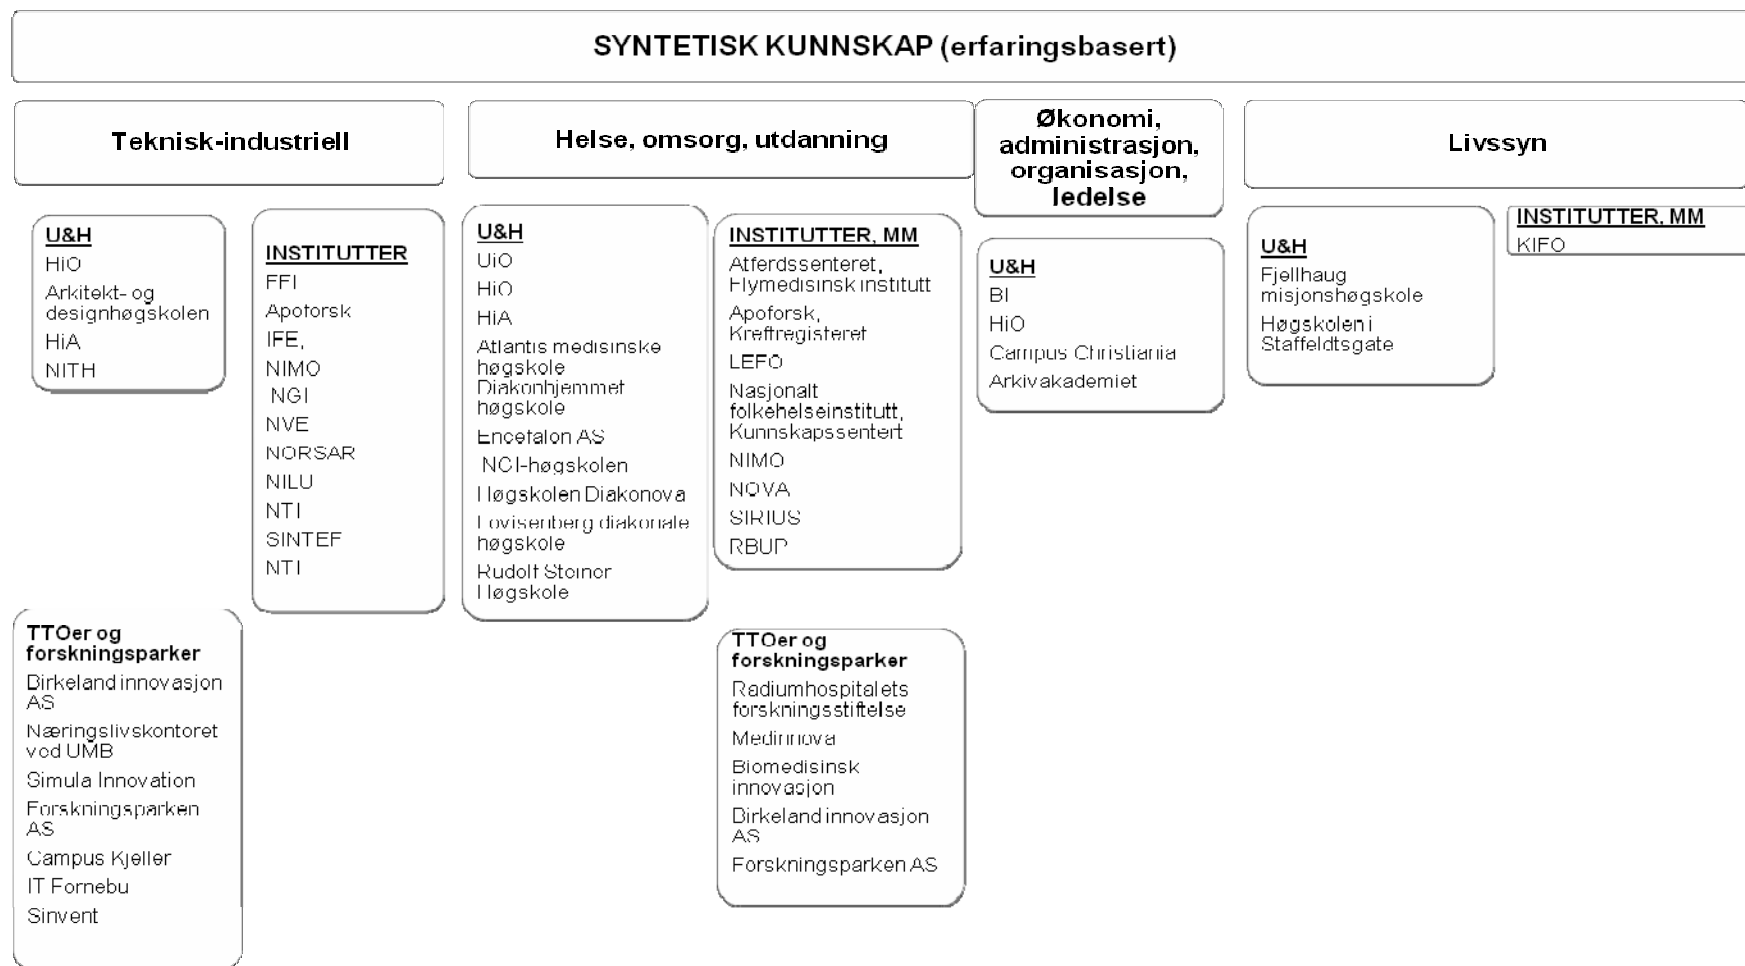 SYNTETISK KUNNSKAP (erfaringsbasert)
Teknisk-industriell
U&H
HiO
Arkitekt- og
designhøgskolen
HiA
NITH
INSTITUTTER
FFI
Apoforsk
IFE,
NIMO
NGI
NVE
NORSAR
NILU
NTI
SINTEF
NTI
TTOer og
forskningsparker
Birkeland innovasjon
AS
Næringslivskontoret
ved UMB
Simula Innovation
Forskningsparken
AS
Campus Kjeller
IT Fornebu
Sinvent
Helse, omsorg, utdanning
U&H
UiO
HiO
HiA
Atlantis medisinske
høgskole
Diakonhjemmet
høgskole
Encefalon AS
NCI-høgskolen
Høgskolen Diakonova
Lovisenberg diakonale
høgskole
Rudolf Steiner
Høgskole
INSTITUTTER, MM
Atferdssenteret,
Flymedisinsk institutt
Apoforsk,
Kreftregisteret
LEFO
Nasjonalt
folkehelseinstitutt,
Kunnskapssentert
NIMO
NOVA
SIRIUS
RBUP
TTOer og
forskningsparker
Radiumhospitalets
forskningsstiftelse
Medinnova
Biomedisinsk
innovasjon
Birkeland innovasjon
AS
Forskningsparken AS
Økonomi,
administrasjon,
organisasjon,
ledelse
U&H
BI
HiO
Campus Christiania
Arkivakademiet
Livssyn
U&H
Fjellhaug
misjonshøgskole
Høgskolen i
Staffeldtsgate
INSTITUTTER, MM
KIFO